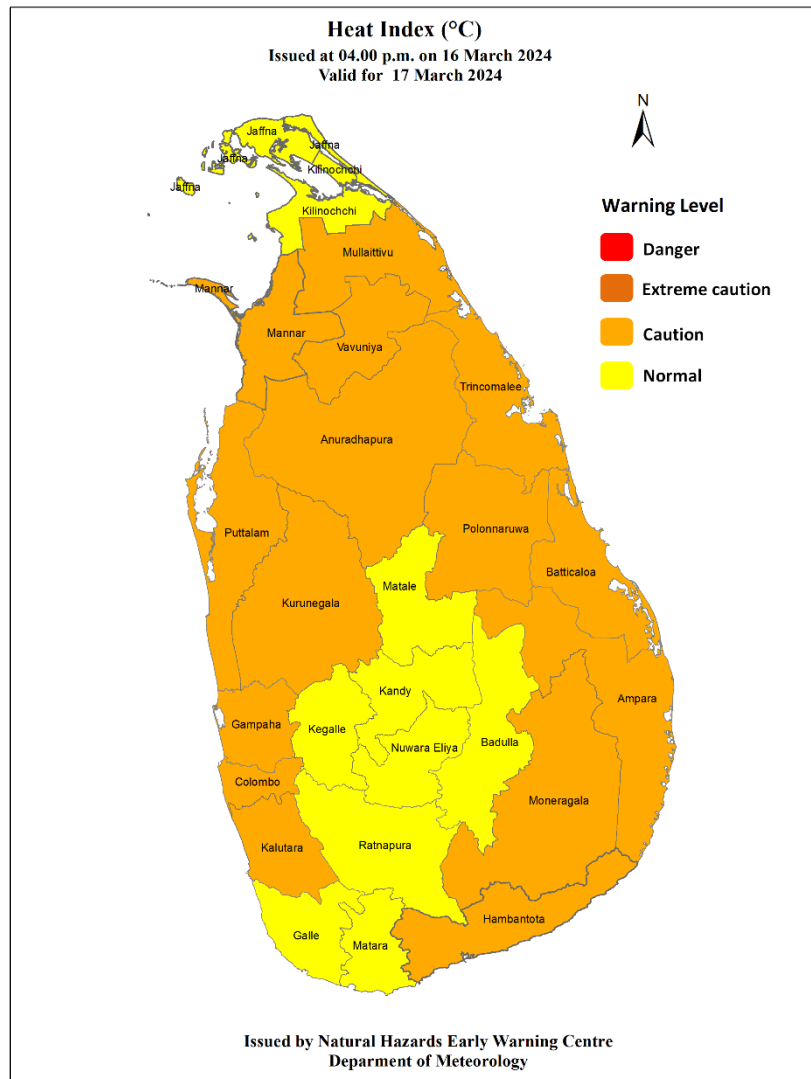 Heat Index (°C)
Issued at 04.00 p.m. on 16 March 2024
Valid for 17 March 2024
N
Jaffna
Jaffna
Jaffna
Kilinochchi
Jaffna
Kilinochchi
Warning Level
Danger
Extreme caution
Caution
Normal
Mullaittivu
Mannar
Mannar
Vavuniya
Trincomalee
Anuradhapura
Puttalam
Polonnaruwa
Batticaloa
Matale
Kurunegala
Kandy
Ampara
Gampaha
Kegalle
Nuwara Eliya
Badulla
Colombo
Moneragala
Kalutara
Ratnapura
Hambantota
Galle
Matara
Issued by Natural Hazards Early Warning Centre
Deparment of Meteorology